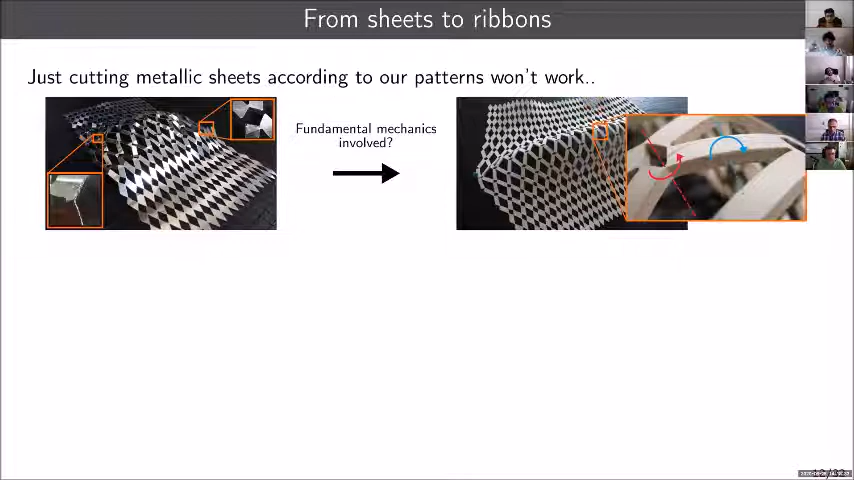 From sheets to ribbons
Just cutting metallic sheets according to our patterns won't work..
Fundamental mechanics
involved?